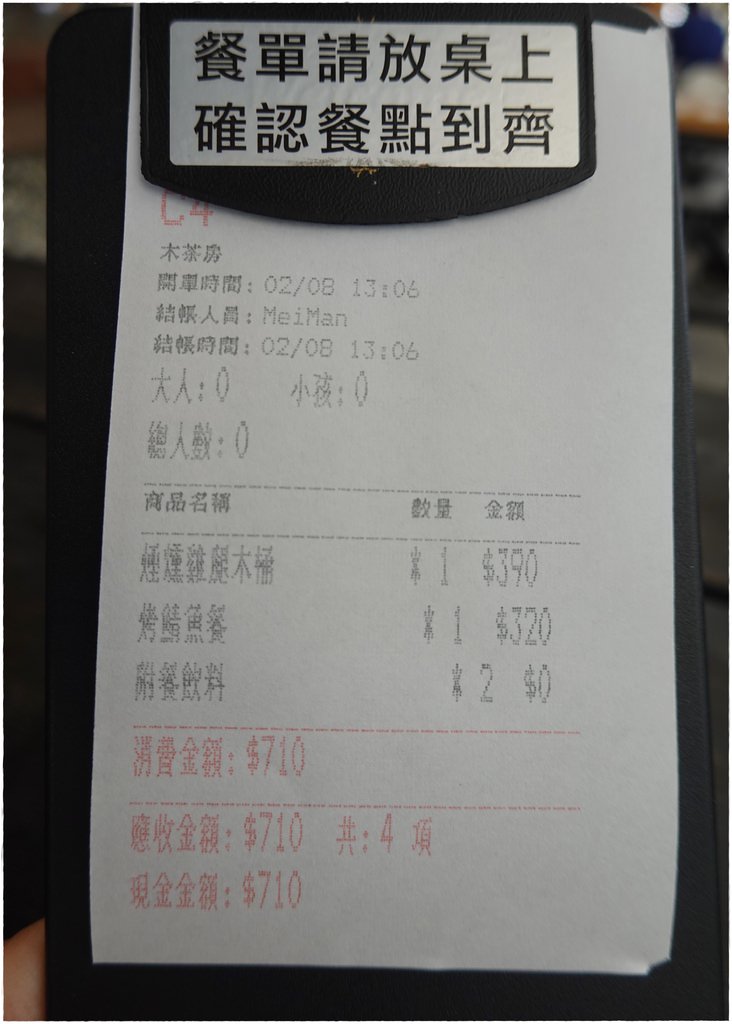 餐單請放桌上
確認餐點到齊
C4
木茶房
開單時間: 02/08 13:06
結帳人員: MeiMan
結帳時間: 02/08 13:06
大人: 0 小孩: 0
總人數: 0
商品名稱 數量 金額
煙燻雞腿木桶 * 1 $390
烤鯖魚餐 * 1 $320
附餐飲料 * 2 $0
消費金額: $710
應收金額: $710 共: 4 項
現金金額: $710